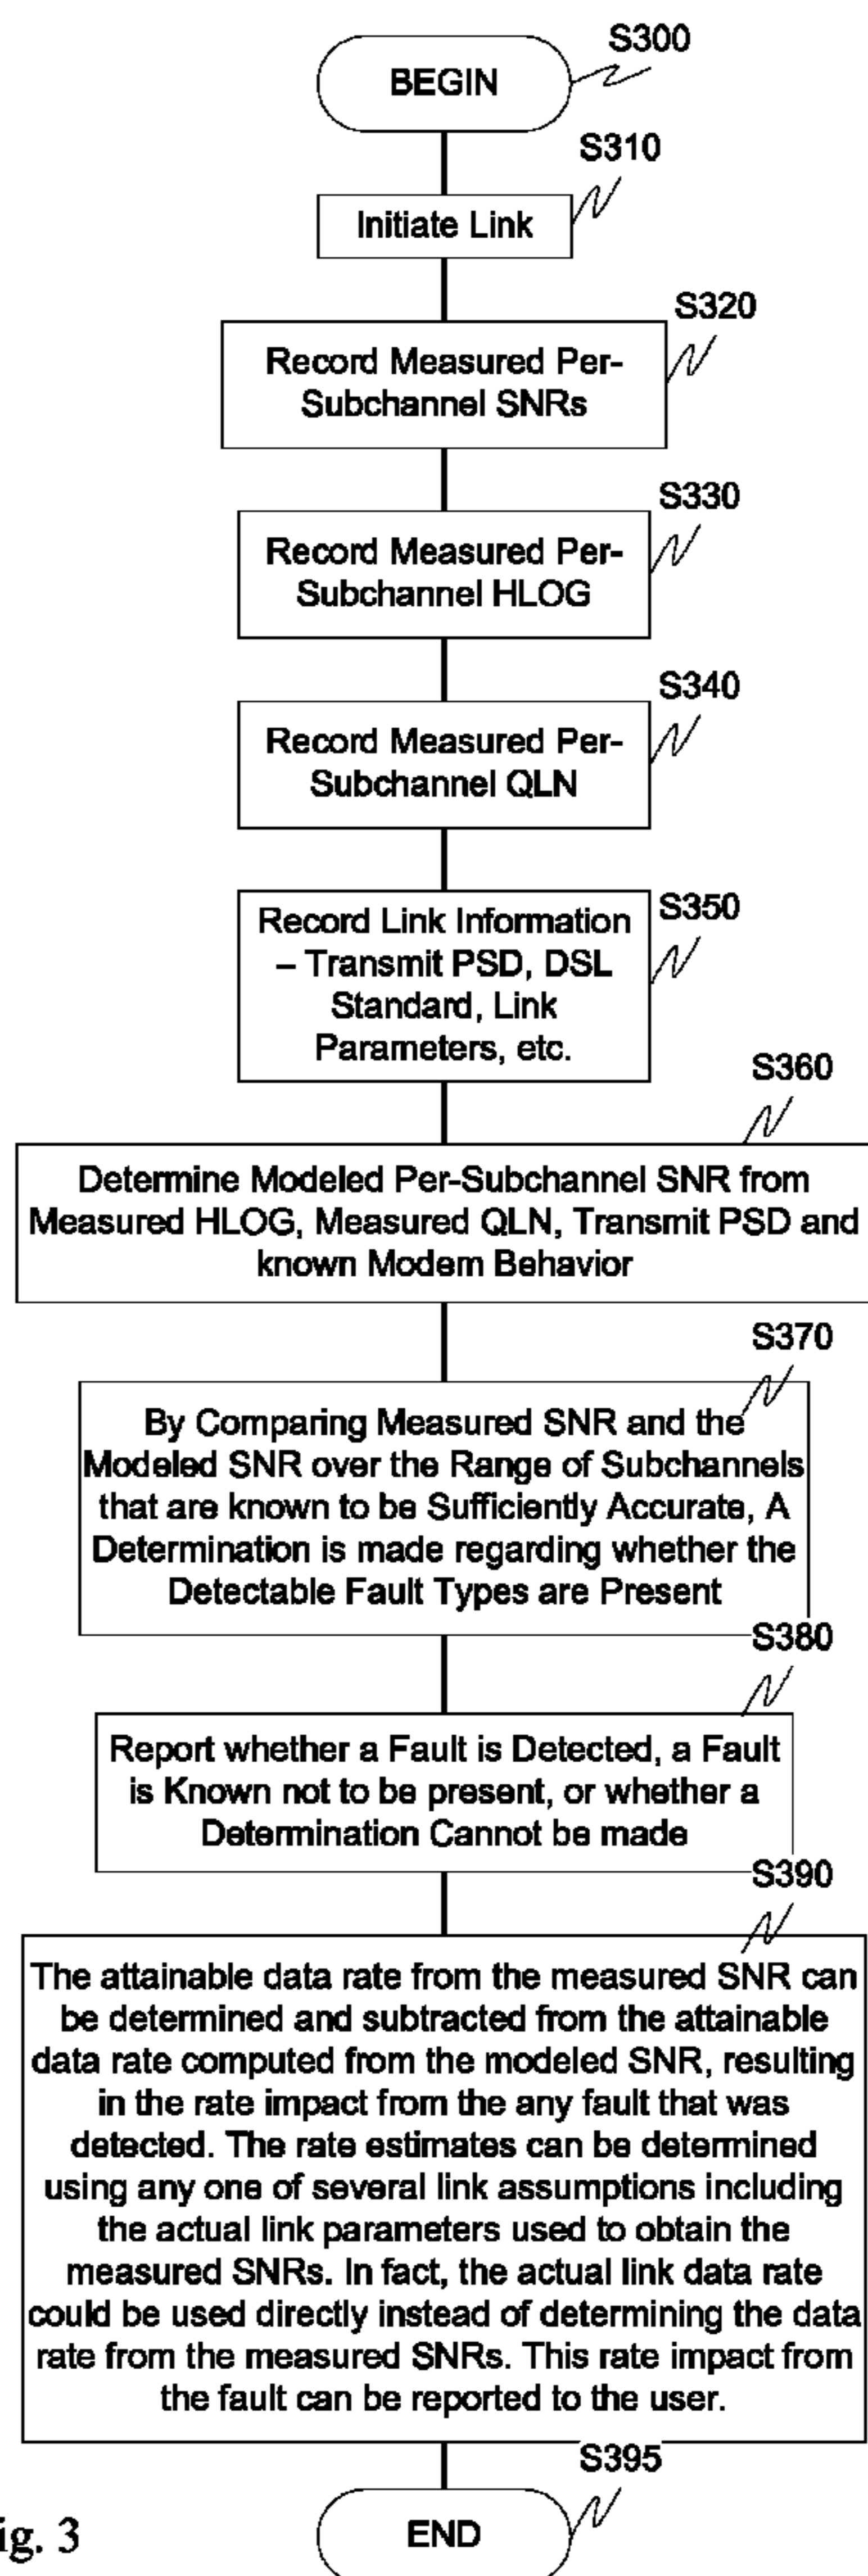 S300
BEGIN
S310
Initiate Link
S320
Record Measured Per-
Subchannel SNRs
S330
Record Measured Per-
Subchannel HLOG
S340
Record Measured Per-
Subchannel QLN
S350
Record Link Information
– Transmit PSD, DSL
Standard, Link
Parameters, etc.
S360
Determine Modeled Per-Subchannel SNR from
Measured HLOG, Measured QLN, Transmit PSD and
known Modem Behavior
S370
By Comparing Measured SNR and the
Modeled SNR over the Range of Subchannels
that are known to be Sufficiently Accurate, A
Determination is made regarding whether the
Detectable Fault Types are Present
S380
Report whether a Fault is Detected, a Fault
is Known not to be present, or whether a
Determination Cannot be made
S390
The attainable data rate from the measured SNR can
be determined and subtracted from the attainable
data rate computed from the modeled SNR, resulting
in the rate impact from the any fault that was
detected. The rate estimates can be determined
using any one of several link assumptions including
the actual link parameters used to obtain the
measured SNRs. In fact, the actual link data rate
could be used directly instead of determining the data
rate from the measured SNRs. This rate impact from
the fault can be reported to the user.
S395
END
ig. 3